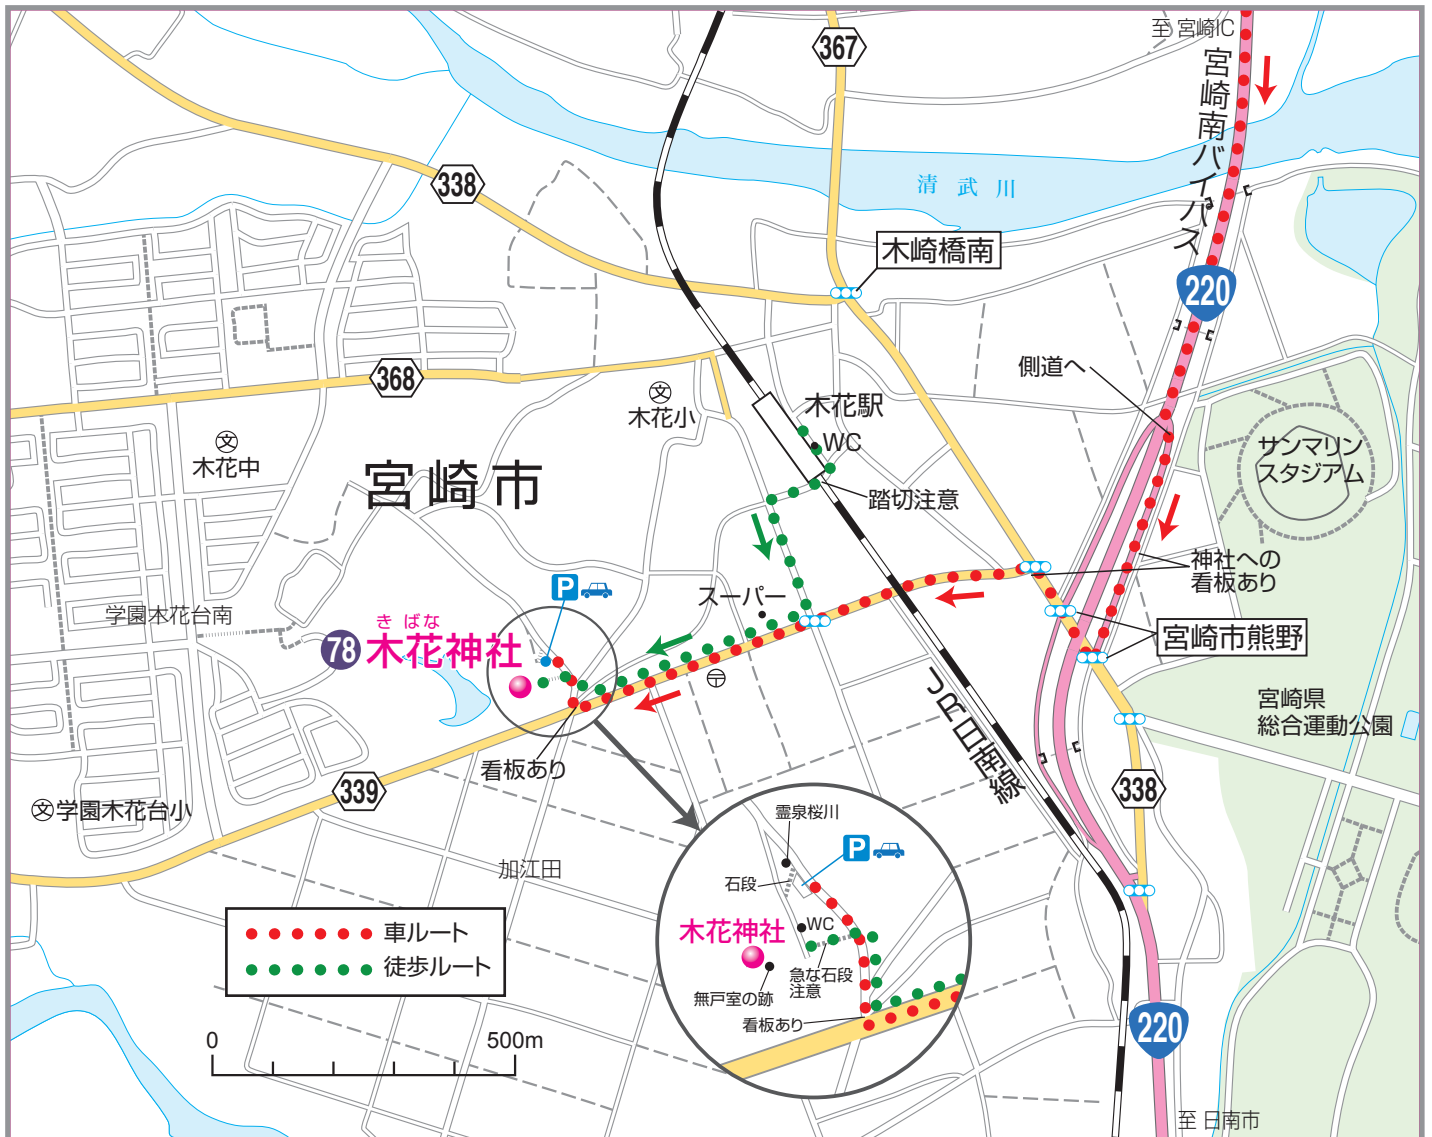 至 宮崎IC
宮崎南バイパス
367
338
清武川
木崎橋南
220
側道へ
368
木花小
木花駅
WC
木花中
サンマリン
スタジアム
宮崎市
踏切注意
神社への
看板あり
P
スーパー
学園木花台南
きばな
78 木花神社
宮崎市熊野
宮崎県
総合運動公園
JR日南線
看板あり
339
338
学園木花台小
霊泉桜川
P
加江田
石段
WC
木花神社
急な石段
注意
無戸室の跡
看板あり
車ルート
徒歩ルート
0 500m
220
至 日南市